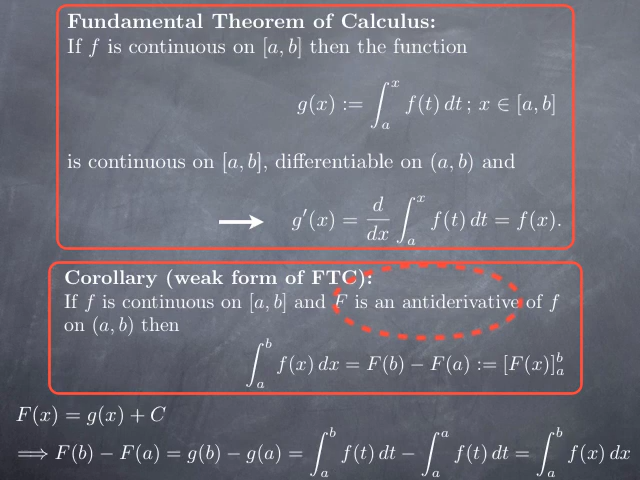 Fundamental Theorem of Calculus:
If f is continuous on [a, b] then the function
g(x) := ∫_a^x f(t) dt ; x ∈ [a, b]
is continuous on [a, b], differentiable on (a, b) and
g′(x) = d/dx ∫_a^x f(t) dt = f(x).
Corollary (weak form of FTC):
If f is continuous on [a, b] and F is an antiderivative of f
on (a, b) then
∫_a^b f(x) dx = F(b) − F(a) := [F(x)]_a^b
F(x) = g(x) + C
⟹ F(b) − F(a) = g(b) − g(a) = ∫_a^b f(t) dt − ∫_a^a f(t) dt = ∫_a^b f(x) dx